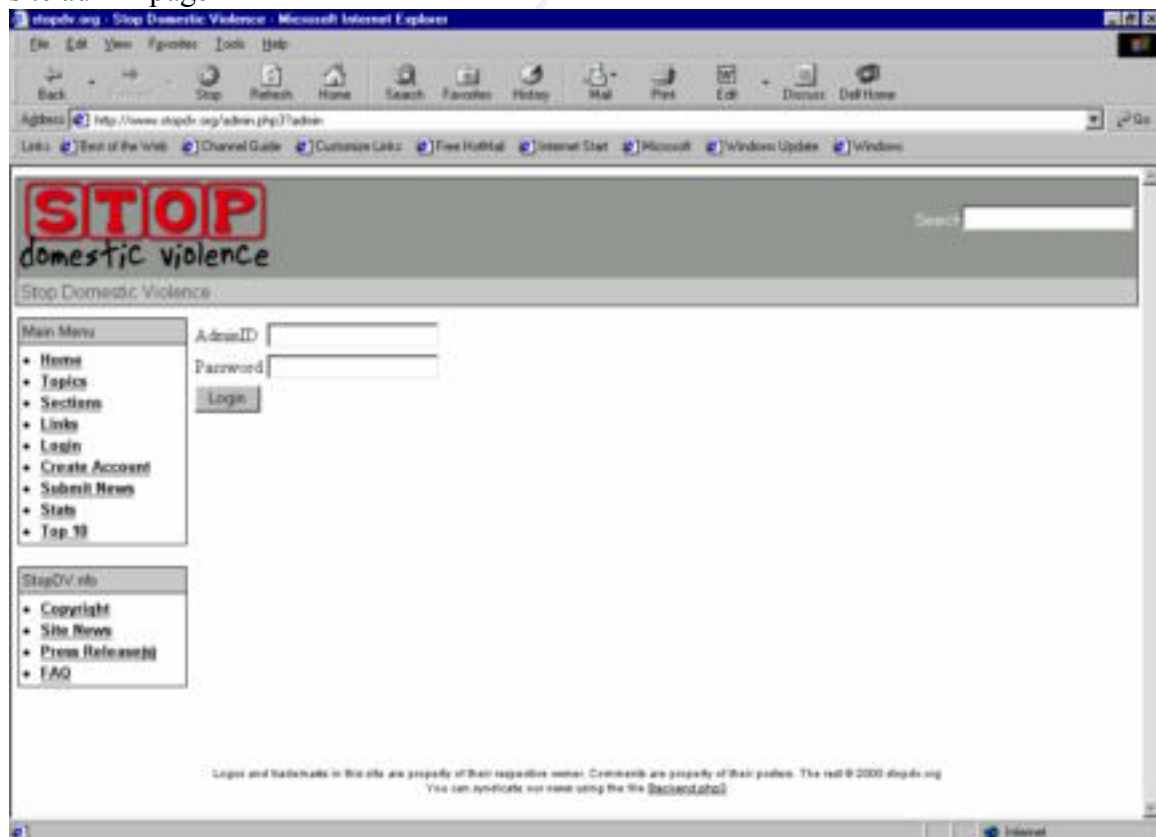 site admin page
stopdv.org - Stop Domestic Violence - Microsoft Internet Explorer
File Edit View Favorites Tools Help
Back Stop Refresh Home Search Favorites History Mail Print Edit Discuss Dell Home
Address http://www.stopdv.org/admin.php3?admin Go
Links Best of the Web Channel Guide Customize Links Free HotMail Internet Start Microsoft Windows Update Windows
STOP
domestic violence
Search
Stop Domestic Violence
Main Menu
Home
Topics
Sections
Links
Login
Create Account
Submit News
Stats
Top 10
AdminID
Password
Login
StopDV.nfo
Copyright
Site News
Press Release(s)
FAQ
Logos and trademarks in this site are property of their respective owner. Comments are property of their posters. The rest © 2000 stopdv.org
You can syndicate our news using the file Backend.php3
Internet